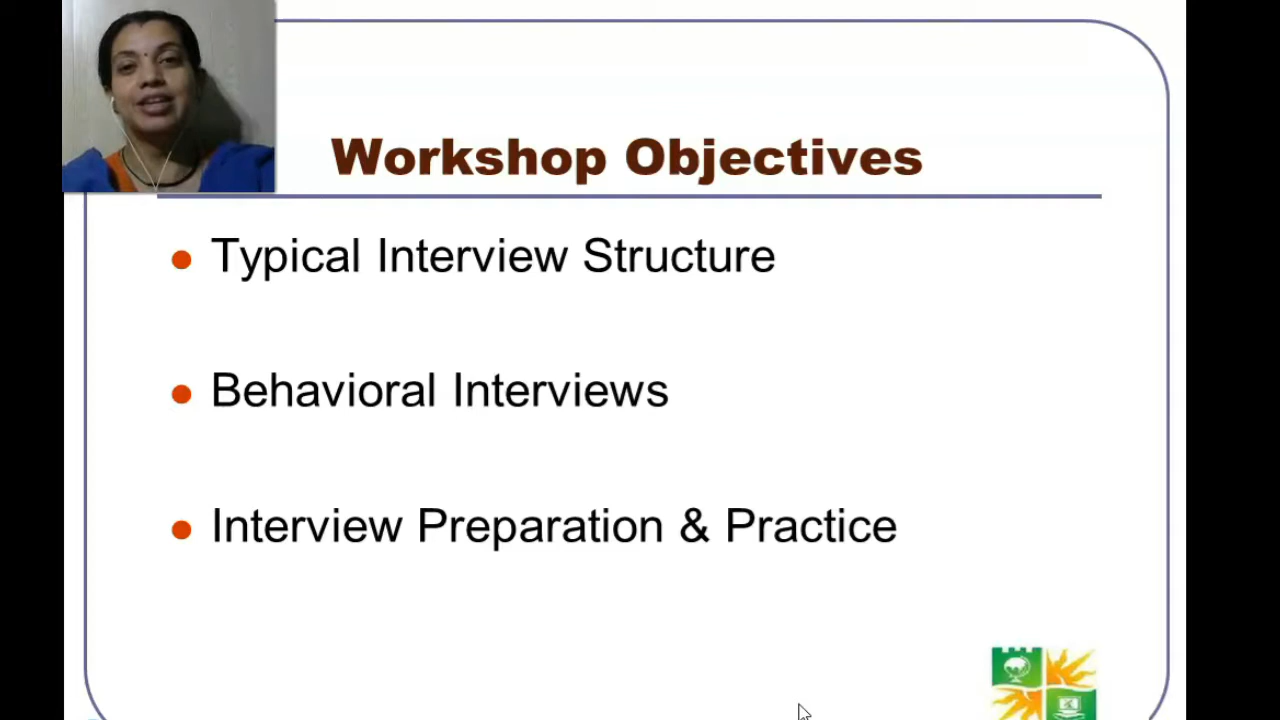 Workshop Objectives
Typical Interview Structure
Behavioral Interviews
Interview Preparation & Practice